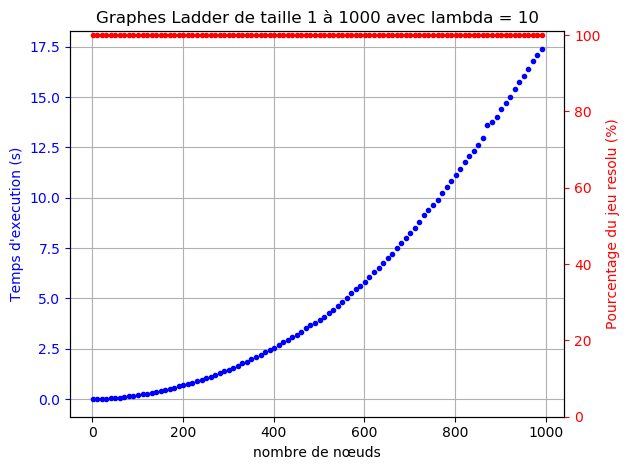 Graphes Ladder de taille 1 à 1000 avec lambda = 10
17.5
15.0
12.5
10.0
7.5
5.0
2.5
0.0
Temps d'execution (s)
100
80
60
40
20
0
Pourcentage du jeu resolu (%)
0 200 400 600 800 1000
nombre de nœuds